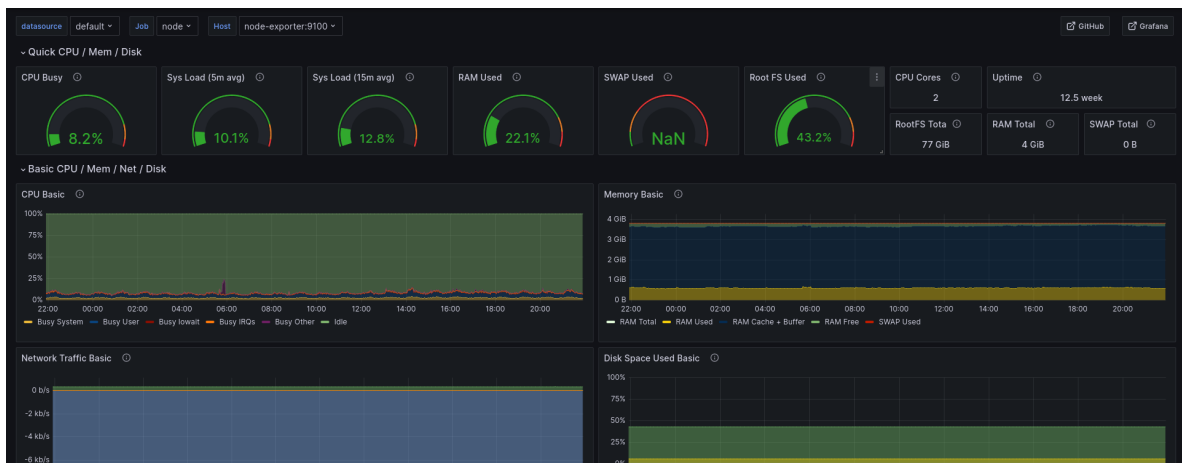 datasource default Job node Host node-exporter:9100 GitHub Grafana
Quick CPU / Mem / Disk
CPU Busy Sys Load (5m avg) Sys Load (15m avg) RAM Used SWAP Used Root FS Used CPU Cores Uptime
8.2% 10.1% 12.8% 22.1% NaN 43.2% 2 12.5 week
RootFS Tota RAM Total SWAP Total
77 GiB 4 GiB 0 B
Basic CPU / Mem / Net / Disk
CPU Basic
100%
75%
50%
25%
0%
22:00 00:00 02:00 04:00 06:00 08:00 10:00 12:00 14:00 16:00 18:00 20:00
Busy System Busy User Busy Iowait Busy IRQs Busy Other Idle
Memory Basic
4 GiB
3 GiB
2 GiB
1 GiB
0 B
22:00 00:00 02:00 04:00 06:00 08:00 10:00 12:00 14:00 16:00 18:00 20:00
RAM Total RAM Used RAM Cache + Buffer RAM Free SWAP Used
Network Traffic Basic
0 b/s
-2 kb/s
-4 kb/s
-6 kb/s
Disk Space Used Basic
100%
75%
50%
25%
0%